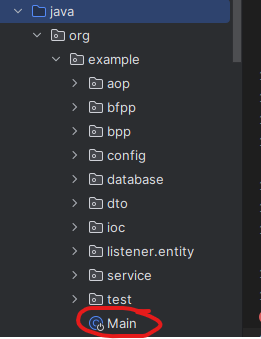 java
org
example
aop
bfpp
bpp
config
database
dto
ioc
listener.entity
service
test
Main